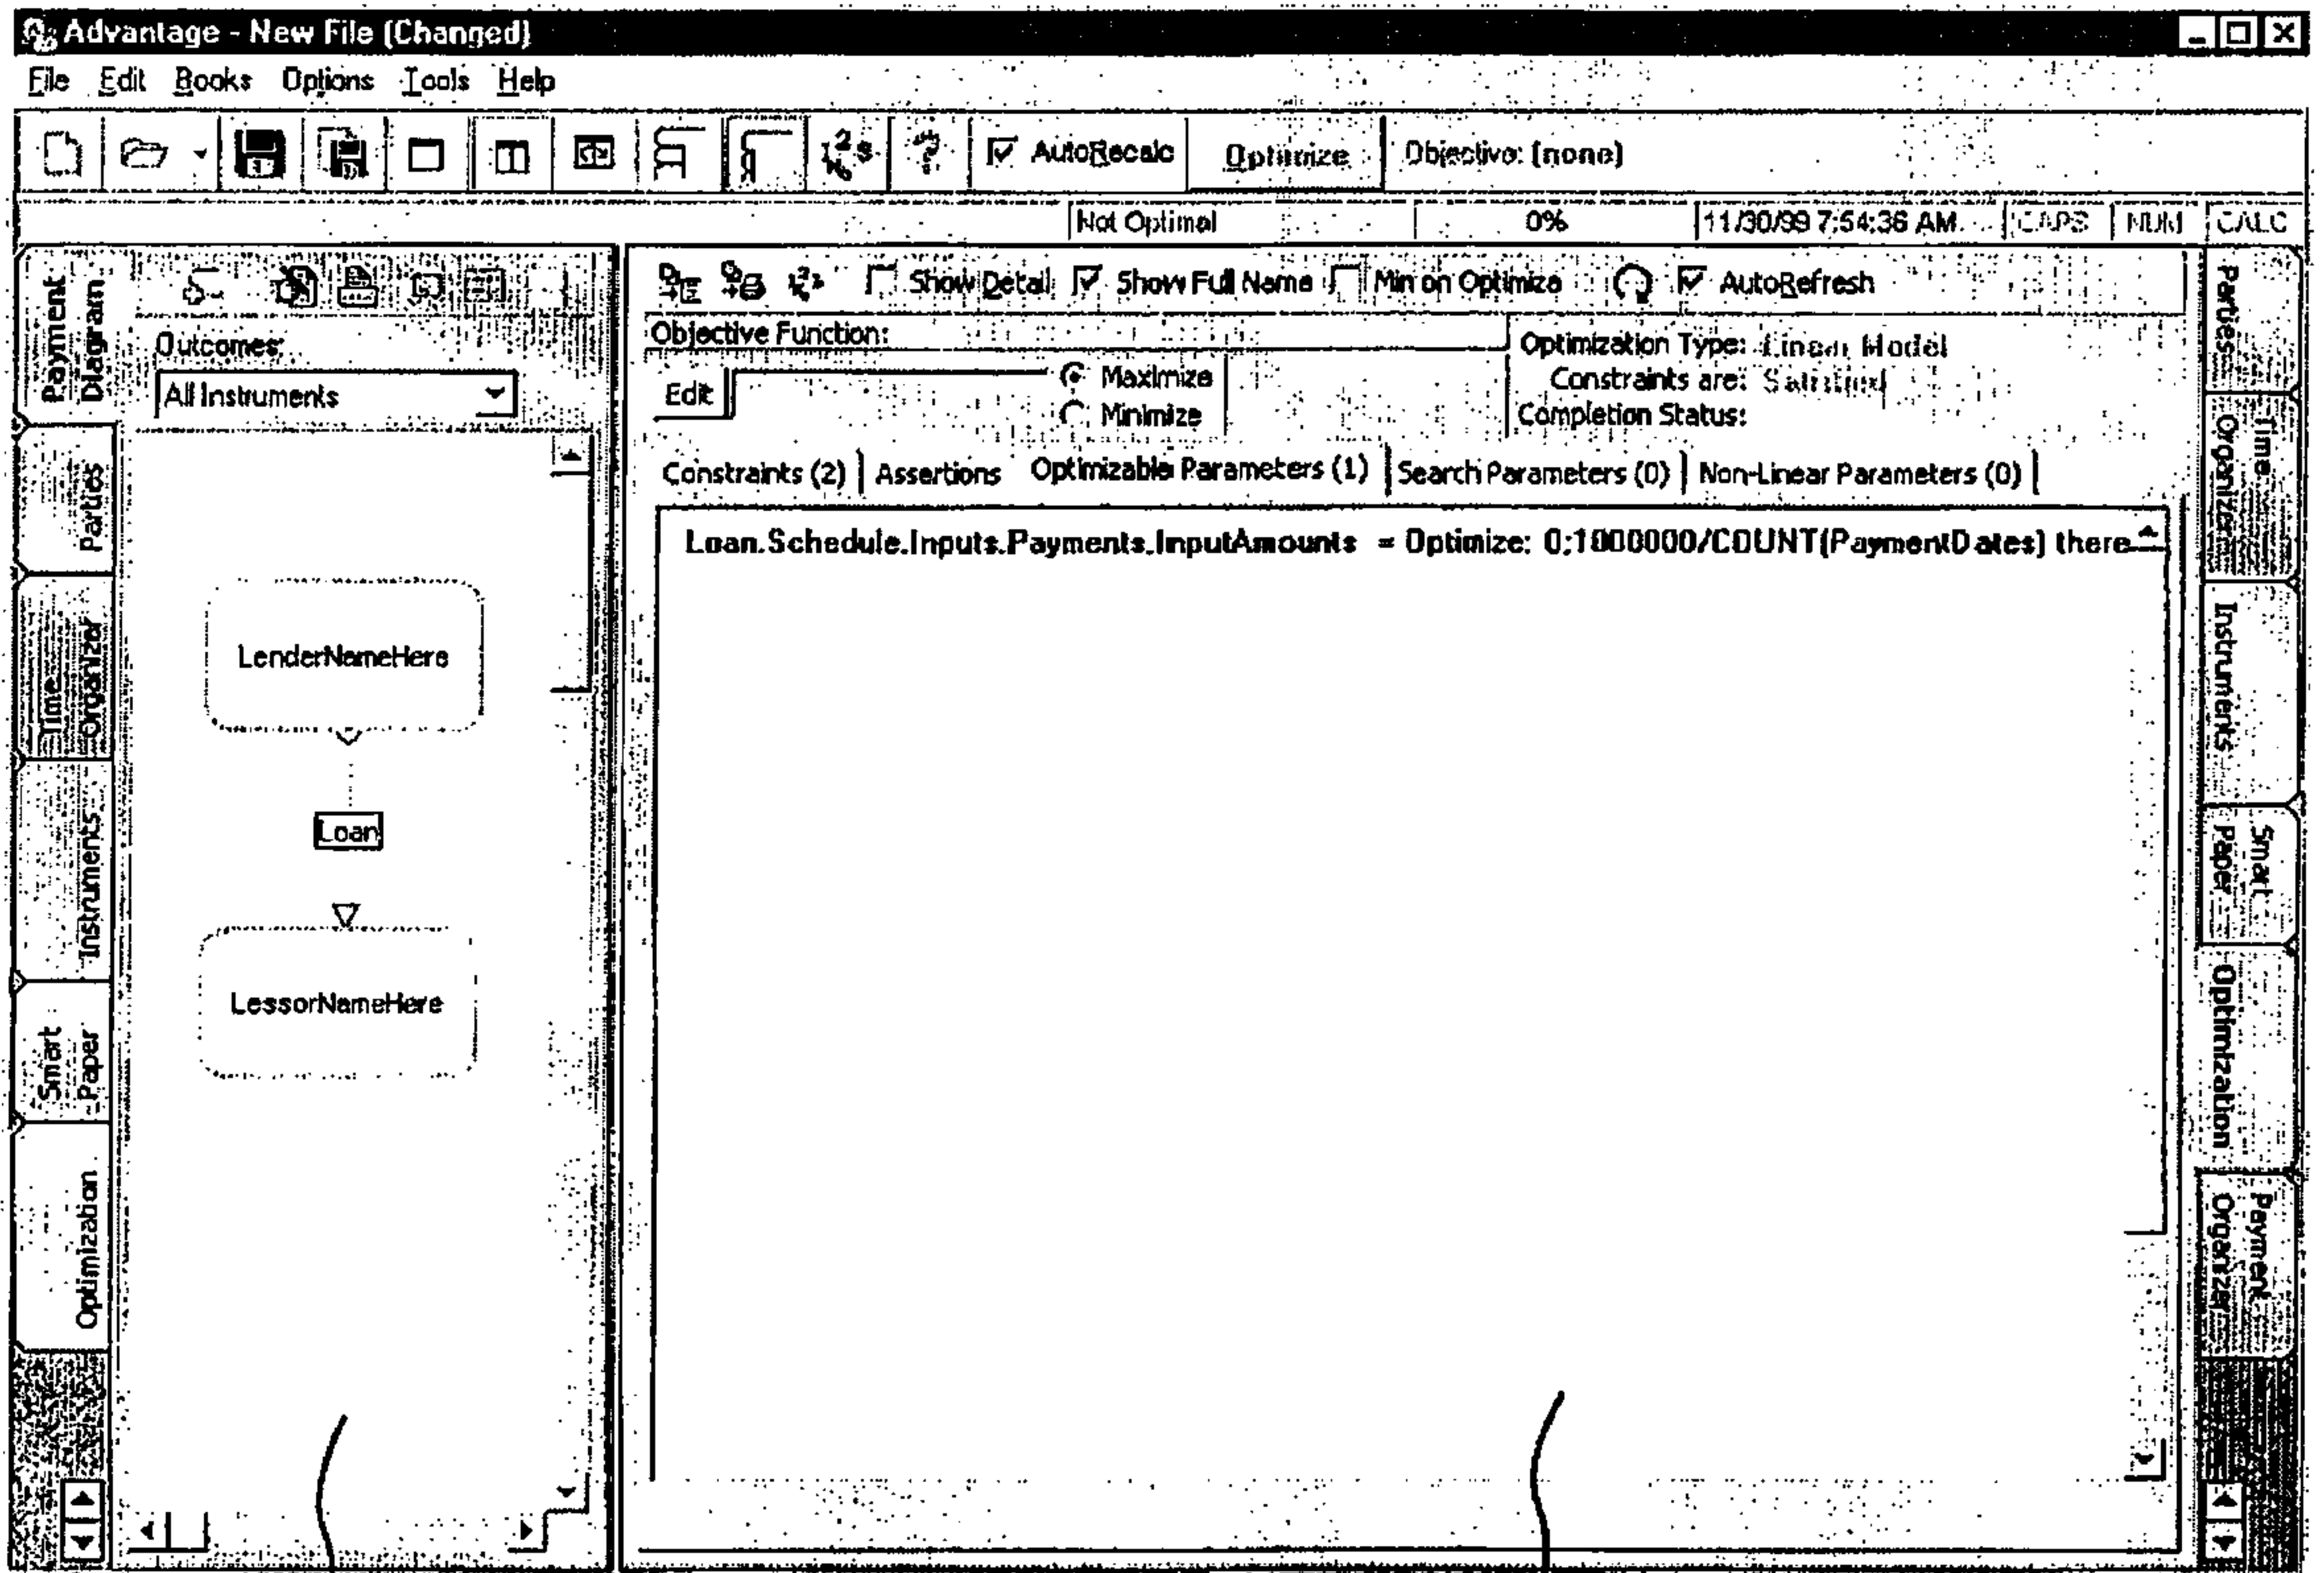 Advantage - New File (Changed)
File Edit Books Options Tools Help
AutoRecalc Optimize Objective: (none)
Not Optimal 0% 11/30/99 7:54:36 AM CAPS NUM CALC
Payment Diagram
Parties
Time Organizer
Instruments
Smart Paper
Optimization
Outcomes:
All Instruments
LenderNameHere
Loan
LessorNameHere
Show Detail Show Full Name Min on Optimize AutoRefresh
Objective Function:
Edit
Maximize
Minimize
Optimization Type: Linear Model
Constraints are: Satisfied
Completion Status:
Constraints (2) Assertions Optimizable Parameters (1) Search Parameters (0) Non-Linear Parameters (0)
Loan.Schedule.Inputs.Payments.InputAmounts = Optimize: 0;1000000/COUNT(PaymentDates) there
Parties
Time Organizer
Instruments
Smart Paper
Optimization
Payment Organizer